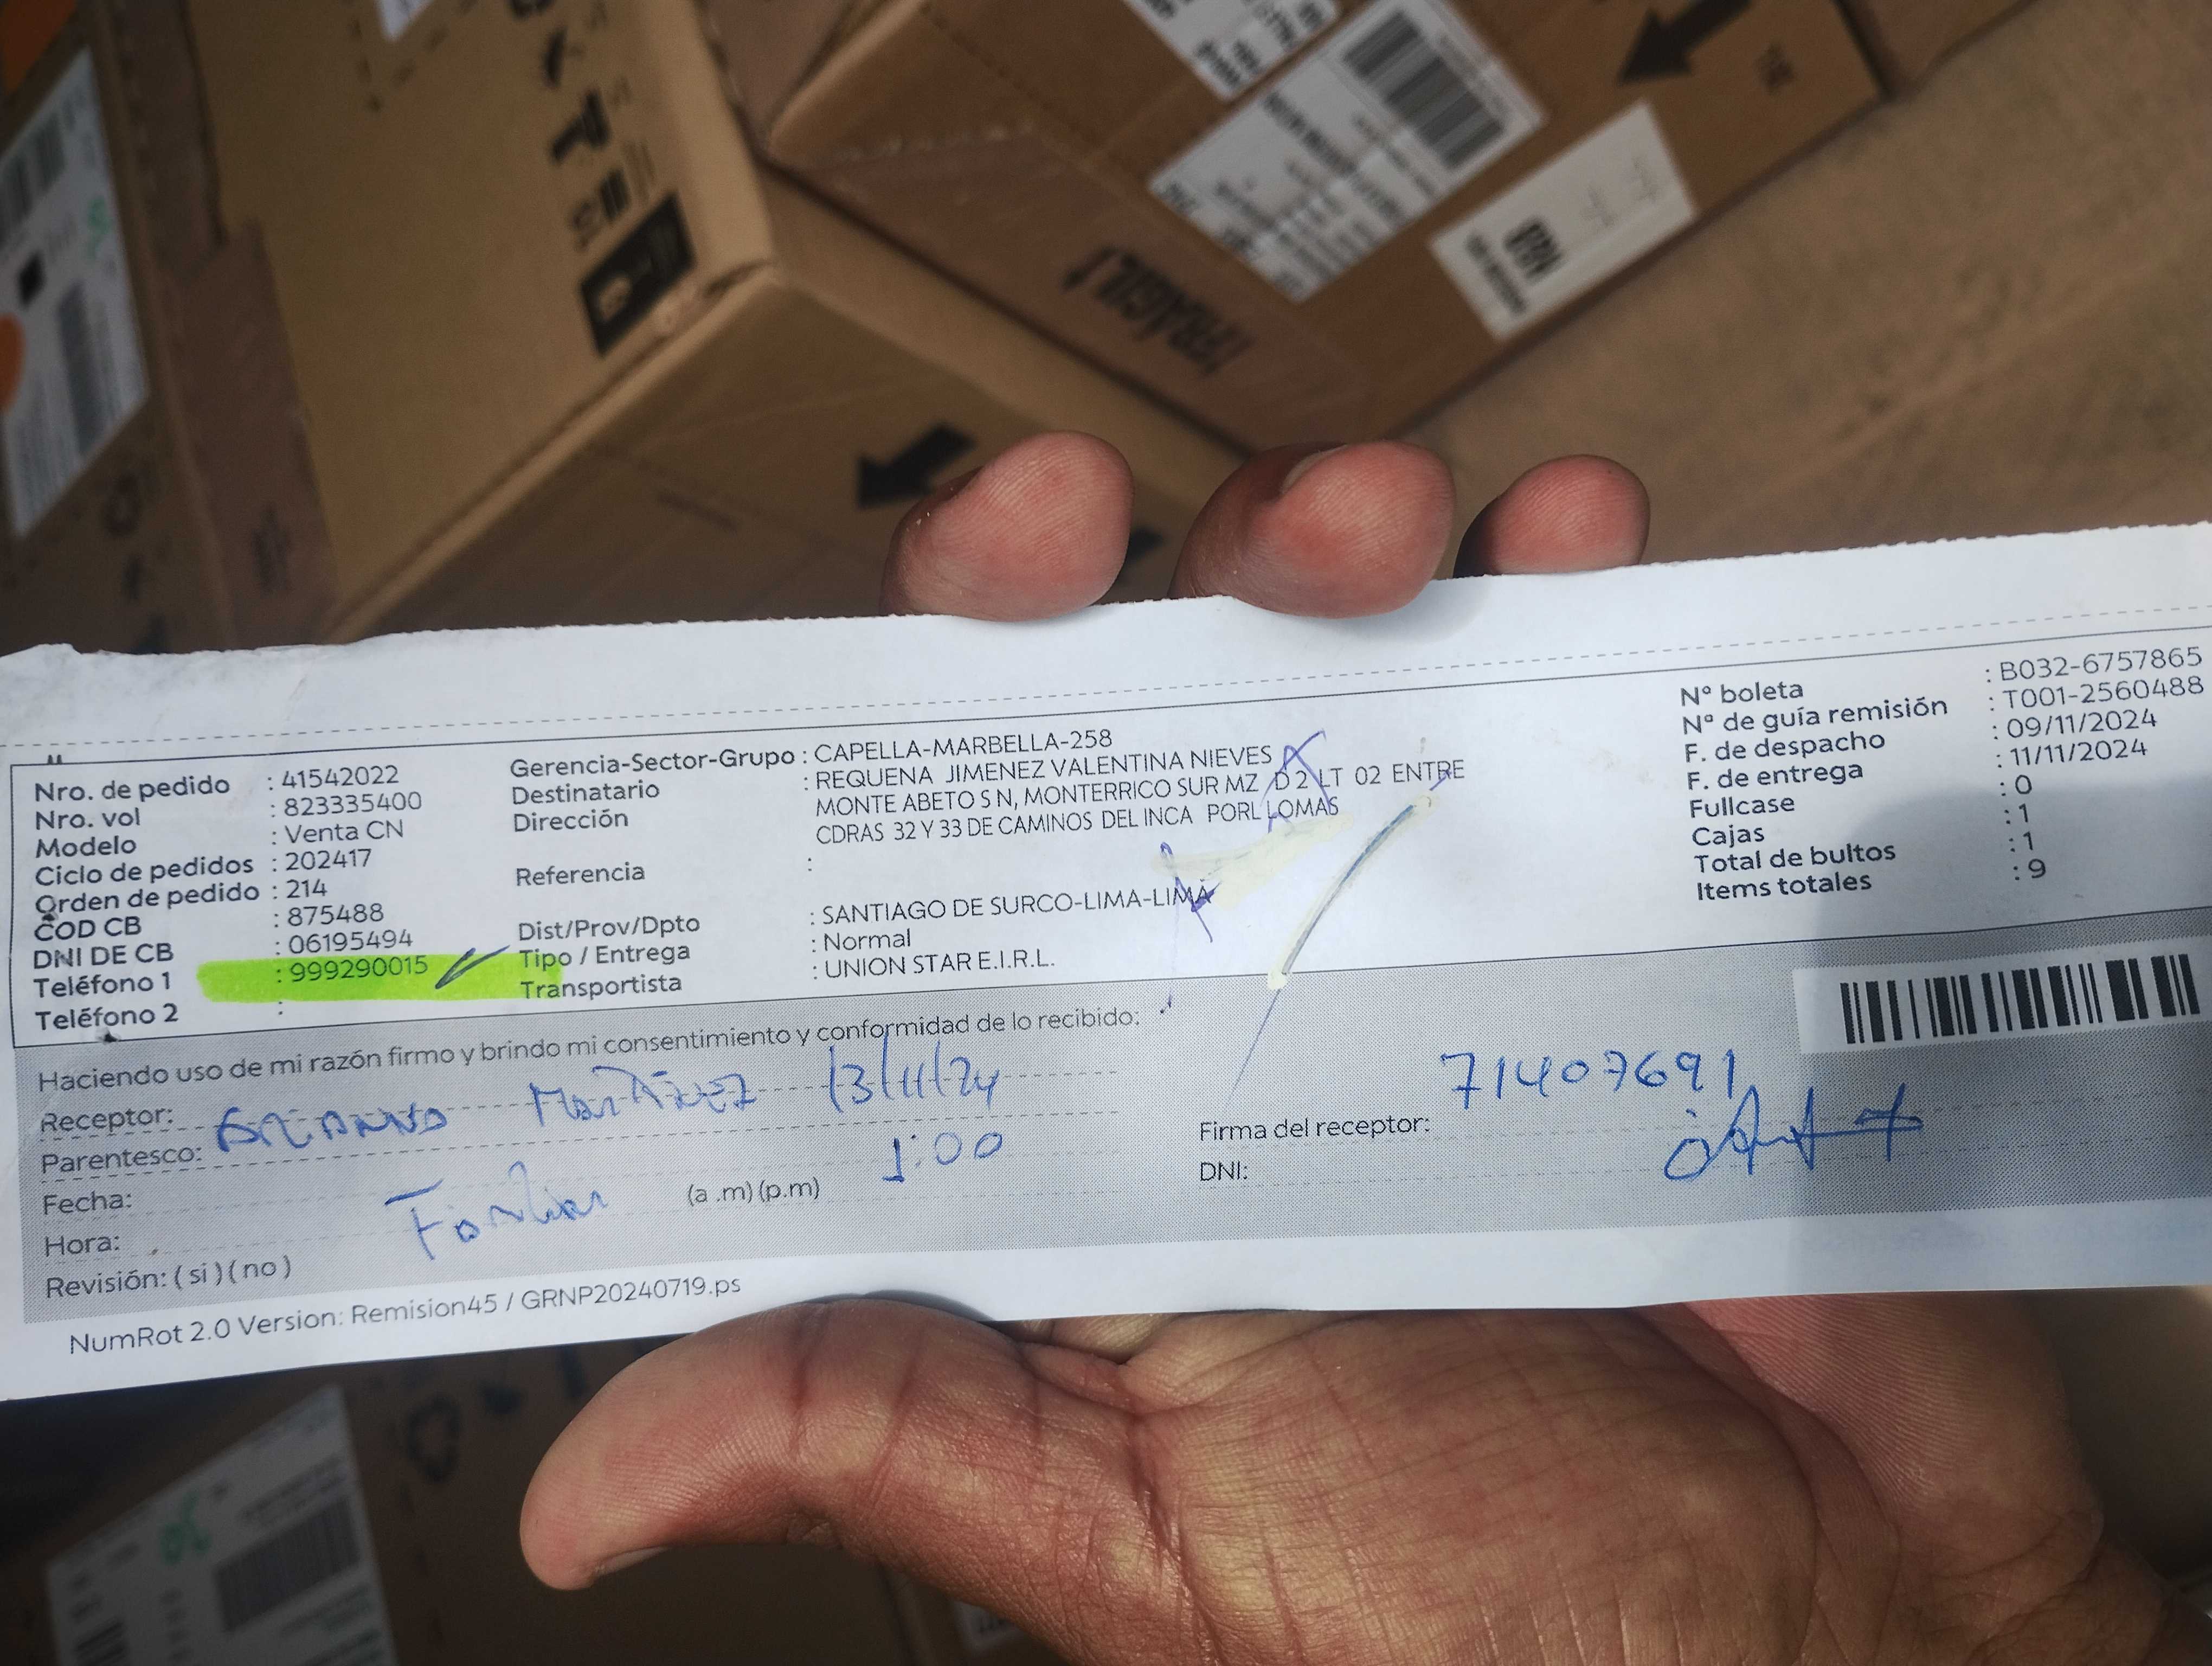 ¡FRÁGIL!
Nro. de pedido : 41542022
Nro. vol : 823335400
Modelo : Venta CN
Ciclo de pedidos : 202417
Orden de pedido : 214
COD CB : 875488
DNI DE CB : 06195494
Teléfono 1 : 999290015
Teléfono 2 :
Gerencia-Sector-Grupo : CAPELLA-MARBELLA-258
Destinatario : REQUENA JIMENEZ VALENTINA NIEVES
Dirección MONTE ABETO S N, MONTERRICO SUR MZ D 2 LT 02 ENTRE
CDRAS 32 Y 33 DE CAMINOS DEL INCA PORL LOMAS
Referencia :
Dist/Prov/Dpto : SANTIAGO DE SURCO-LIMA-LIMA
Tipo / Entrega : Normal
Transportista : UNION STAR E.I.R.L.
Nº boleta : B032-6757865
Nº de guía remisión : T001-2560488
F. de despacho : 09/11/2024
F. de entrega : 11/11/2024
Fullcase : 0
Cajas : 1
Total de bultos : 1
Items totales : 9
Haciendo uso de mi razón firmo y brindo mi consentimiento y conformidad de lo recibido:
Receptor: Martinez 13/11/24
Parentesco: 1:00
Fecha:
Hora: Familiar (a .m) (p.m)
Revisión: ( si ) ( no )
71407691
Firma del receptor:
DNI:
NumRot 2.0 Version: Remision45 / GRNP20240719.ps